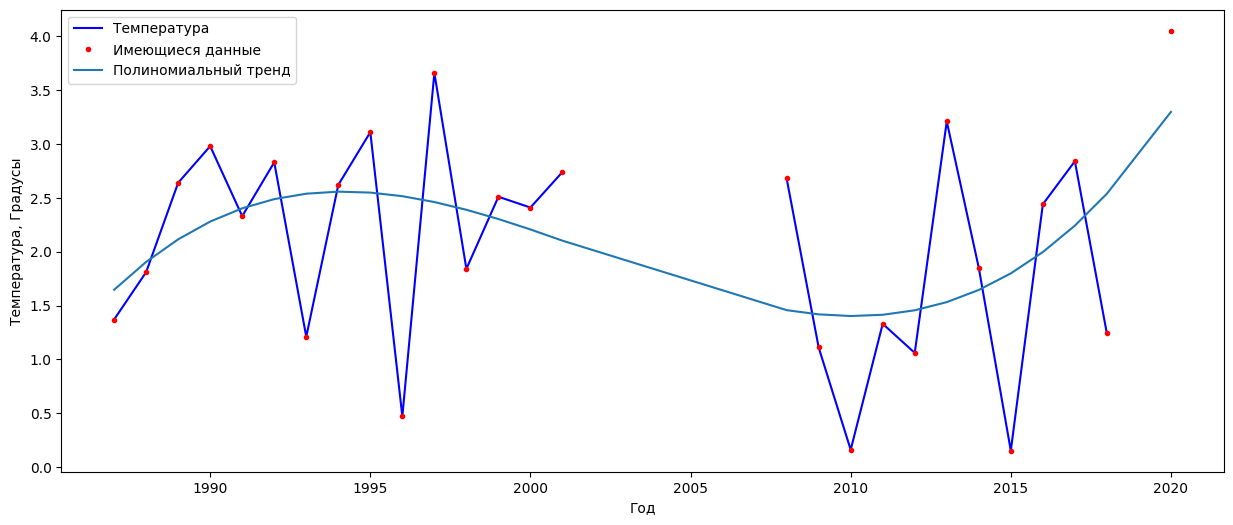 Температура
Имеющиеся данные
Полиномиальный тренд
Температура, Градусы
4.0
3.5
3.0
2.5
2.0
1.5
1.0
0.5
0.0
1990 1995 2000 2005 2010 2015 2020
Год